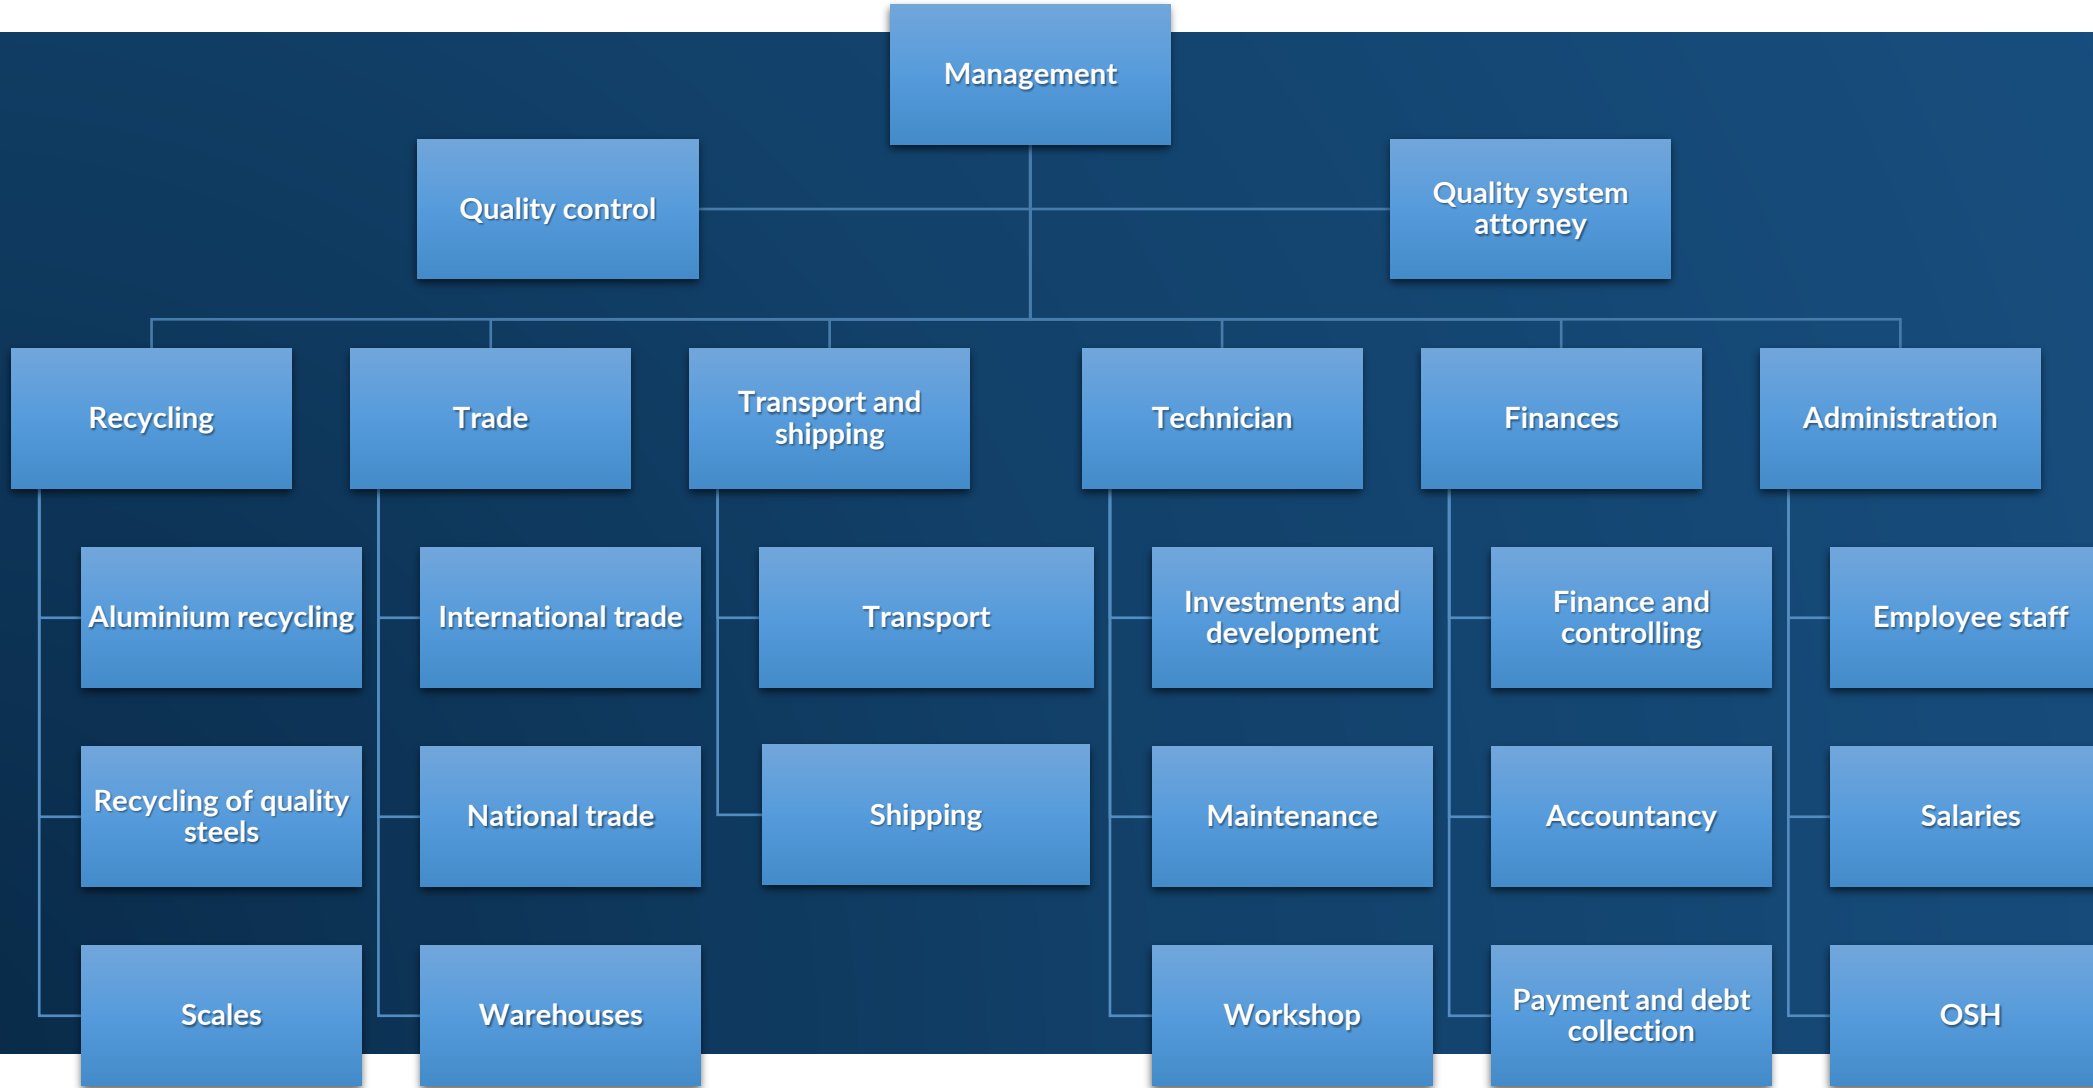 Management
Quality control
Quality system
attorney
Recycling
Trade
Transport and
shipping
Technician
Finances
Administration
Aluminium recycling
International trade
Transport
Investments and
development
Finance and
controlling
Employee staff
Recycling of quality
steels
National trade
Shipping
Maintenance
Accountancy
Salaries
Scales
Warehouses
Workshop
Payment and debt
collection
OSH